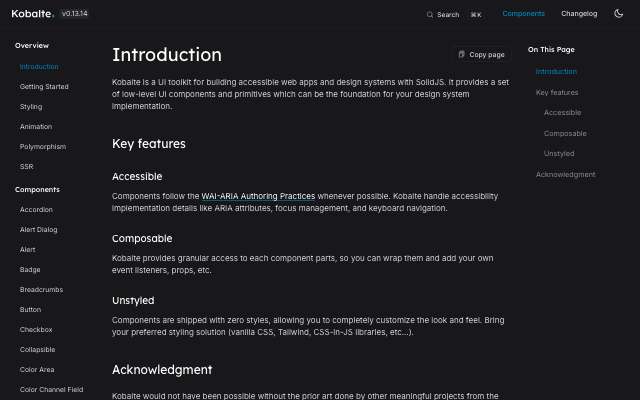 Kobalte. v0.13.14
Search ⌘K
Components
Changelog
Overview
Introduction
Getting Started
Styling
Animation
Polymorphism
SSR
Components
Accordion
Alert Dialog
Alert
Badge
Breadcrumbs
Button
Checkbox
Collapsible
Color Area
Color Channel Field
Introduction
Copy page
Kobalte is a UI toolkit for building accessible web apps and design systems with SolidJS. It provides a set
of low-level UI components and primitives which can be the foundation for your design system
implementation.
Key features
Accessible
Components follow the WAI-ARIA Authoring Practices whenever possible. Kobalte handle accessibility
implementation details like ARIA attributes, focus management, and keyboard navigation.
Composable
Kobalte provides granular access to each component parts, so you can wrap them and add your own
event listeners, props, etc.
Unstyled
Components are shipped with zero styles, allowing you to completely customize the look and feel. Bring
your preferred styling solution (vanilla CSS, Tailwind, CSS-in-JS libraries, etc...).
Acknowledgment
Kobalte would not have been possible without the prior art done by other meaningful projects from the
On This Page
Introduction
Key features
Accessible
Composable
Unstyled
Acknowledgment